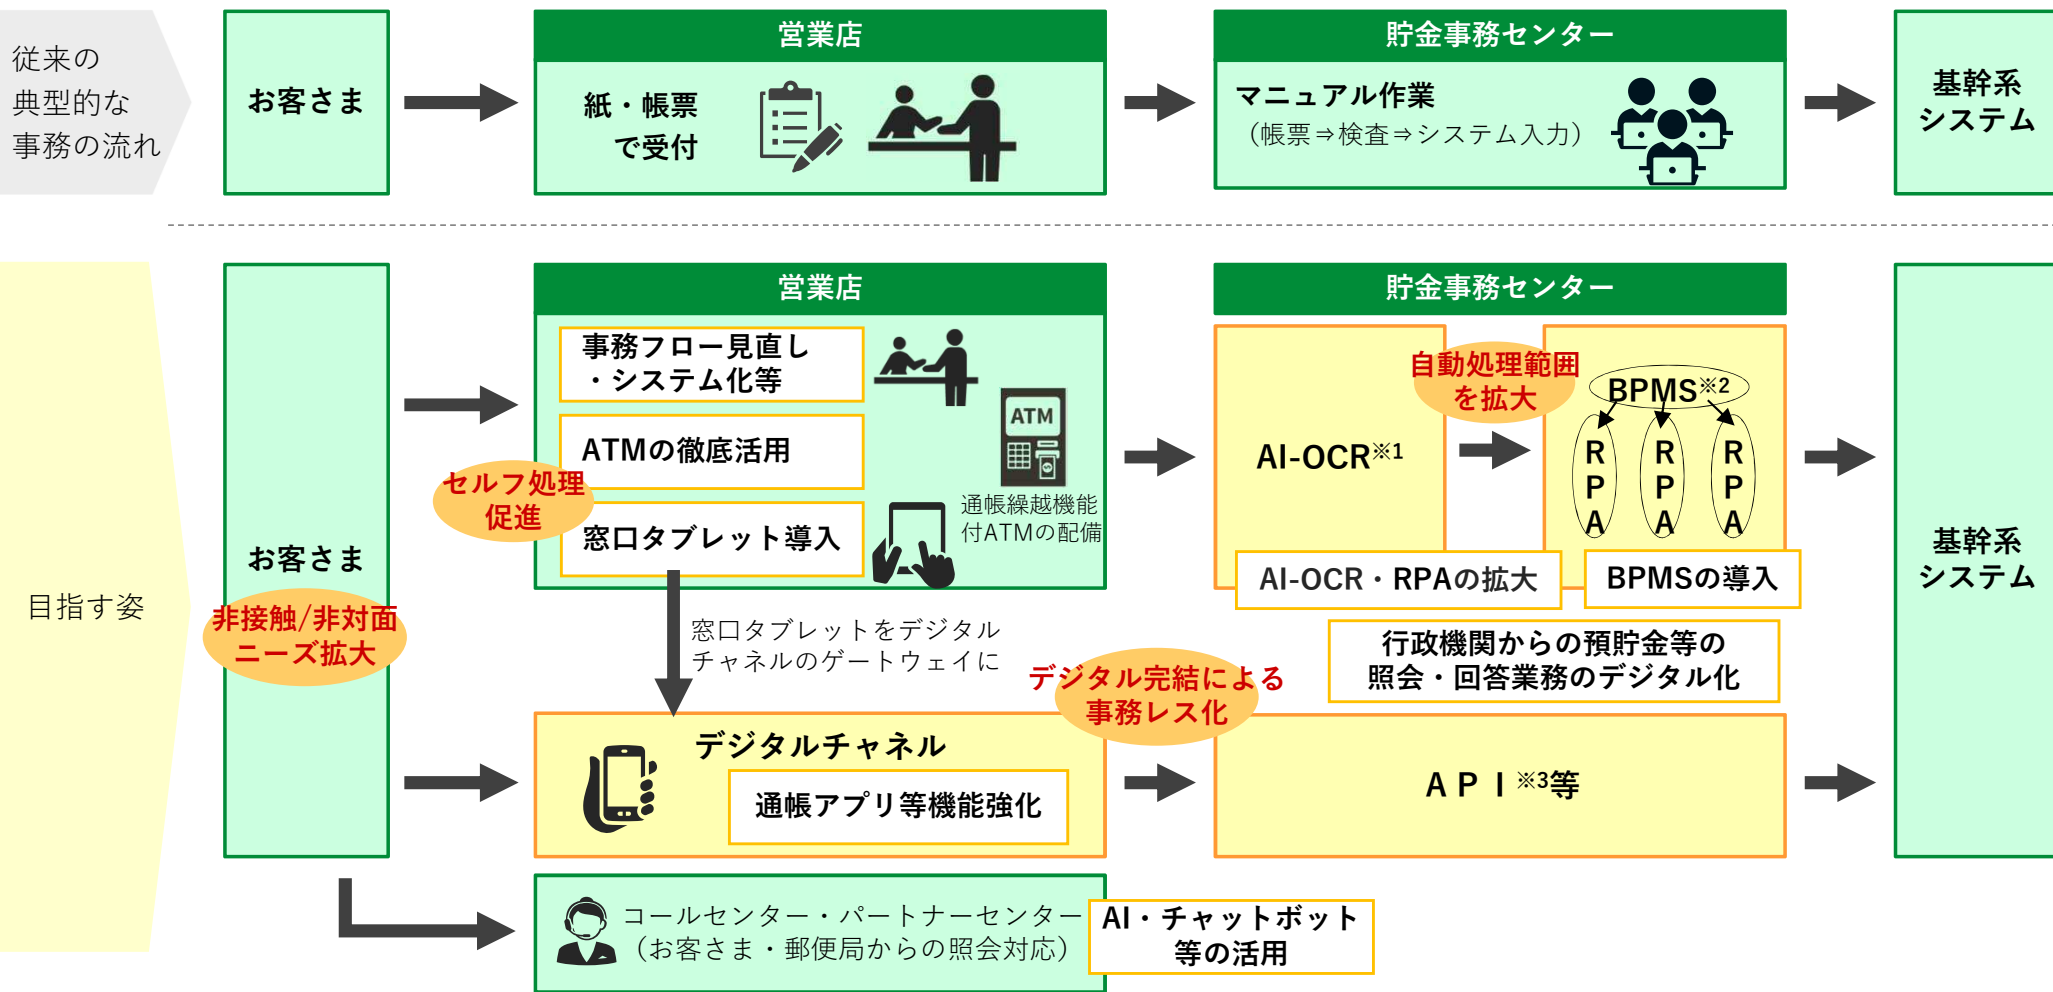 従来の
典型的な
事務の流れ
お客さま
営業店
紙・帳票
で受付
貯金事務センター
マニュアル作業
（帳票⇒検査⇒システム入力）
基幹系
システム
目指す姿
お客さま
非接触/非対面
ニーズ拡大
営業店
事務フロー見直し
・システム化等
ATMの徹底活用
セルフ処理
促進
窓口タブレット導入
ATM
通帳繰越機能
付ATMの配備
窓口タブレットをデジタル
チャネルのゲートウェイに
貯金事務センター
AI-OCR※1
自動処理範囲
を拡大
BPMS※2
RPA
RPA
RPA
AI-OCR・RPAの拡大
BPMSの導入
行政機関からの預貯金等の
照会・回答業務のデジタル化
デジタル完結による
事務レス化
デジタルチャネル
通帳アプリ等機能強化
ＡＰＩ※3等
基幹系
システム
コールセンター・パートナーセンター
（お客さま・郵便局からの照会対応）
AI・チャットボット
等の活用